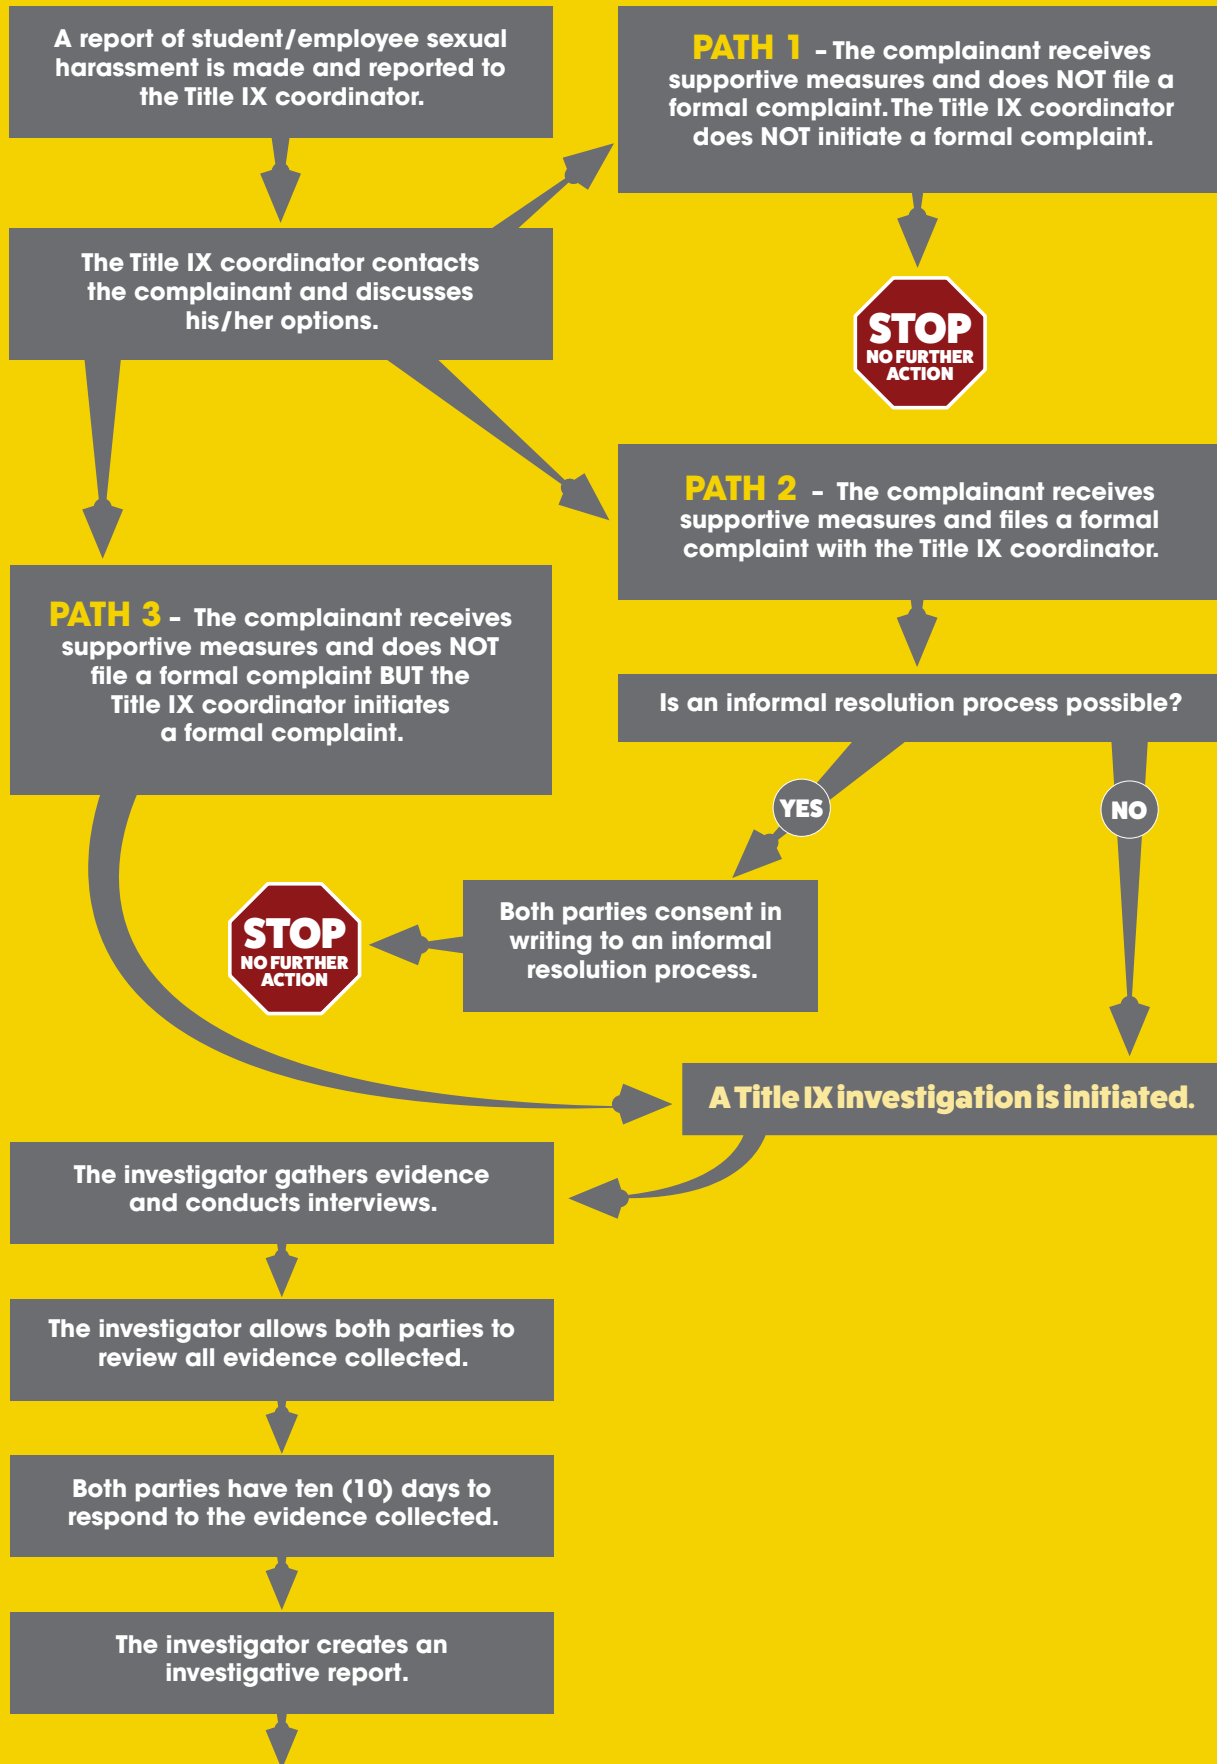 A report of student/employee sexual
harassment is made and reported to
the Title IX coordinator.
PATH 1 – The complainant receives
supportive measures and does NOT file a
formal complaint. The Title IX coordinator
does NOT initiate a formal complaint.
The Title IX coordinator contacts
the complainant and discusses
his/her options.
STOP
NO FURTHER
ACTION
PATH 2 – The complainant receives
supportive measures and files a formal
complaint with the Title IX coordinator.
PATH 3 – The complainant receives
supportive measures and does NOT
file a formal complaint BUT the
Title IX coordinator initiates
a formal complaint.
Is an informal resolution process possible?
YES
NO
Both parties consent in
writing to an informal
resolution process.
STOP
NO FURTHER
ACTION
A Title IX investigation is initiated.
The investigator gathers evidence
and conducts interviews.
The investigator allows both parties to
review all evidence collected.
Both parties have ten (10) days to
respond to the evidence collected.
The investigator creates an
investigative report.